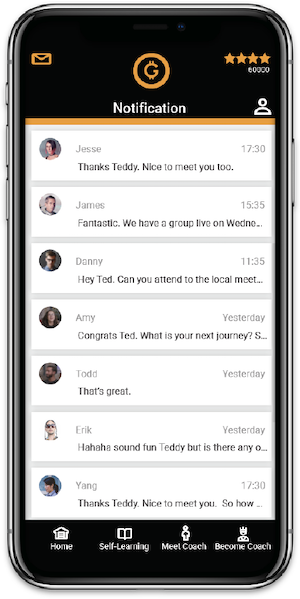 G
60000
Notification
Jesse 17:30
Thanks Teddy. Nice to meet you too.
James 15:35
Fantastic. We have a group live on Wedne...
Danny 11:35
Hey Ted. Can you attend to the local meet...
Amy Yesterday
Congrats Ted. What is your next journey? S...
Todd Yesterday
That's great.
Erik Yesterday
Hahaha sound fun Teddy but is there any o...
Yang 17:30
Thanks Teddy. Nice to meet you. So how ...
Home Self-Learning Meet Coach Become Coach